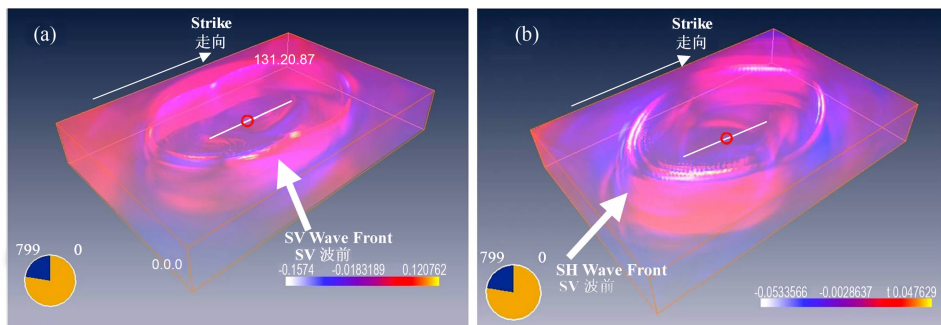 (a)
Strike
走向
131.20.87
SV Wave Front
SV 波前
799
0
0.0.0
-0.1574 -0.0183189 0.120762
(b)
Strike
走向
SH Wave Front
SV 波前
799
0
-0.0533566 -0.0028637 t 0.047629